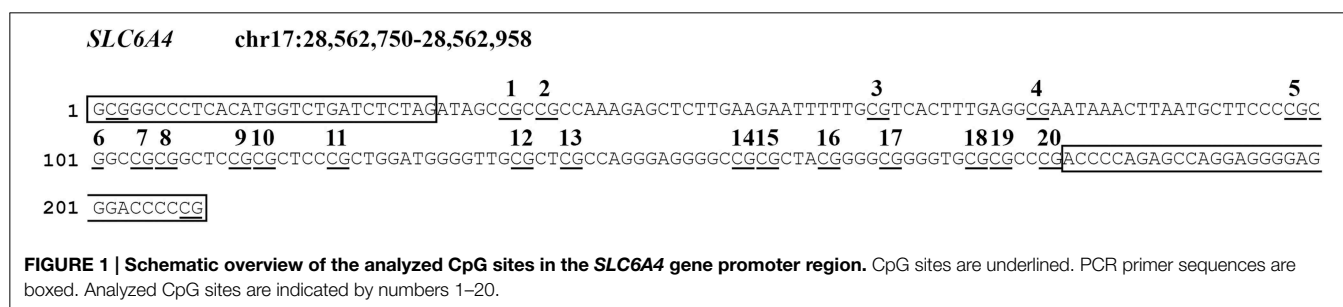 SLC6A4 chr17:28,562,750-28,562,958
1 2 3 4 5
1 GCGGGCCCTCACATGGTCTGATCTCTAGATAGCCGCCGCCAAAGAGCTCTTGAAGAATTTTTGCGTCACTTTGAGGCGAATAAACTTAATGCTTCCCCGC
6 7 8 9 10 11 12 13 14 15 16 17 18 19 20
101 GGCCGCGGCTCCGCGCTCCCGCTGGATGGGGTTGCGCTCGCCAGGGAGGGGCCGCGCTACGGGGCGGGGTGCGCGCCCGACCCCAGAGCCAGGAGGGGAG
201 GGACCCCCG
FIGURE 1 | Schematic overview of the analyzed CpG sites in the SLC6A4 gene promoter region. CpG sites are underlined. PCR primer sequences are
boxed. Analyzed CpG sites are indicated by numbers 1–20.